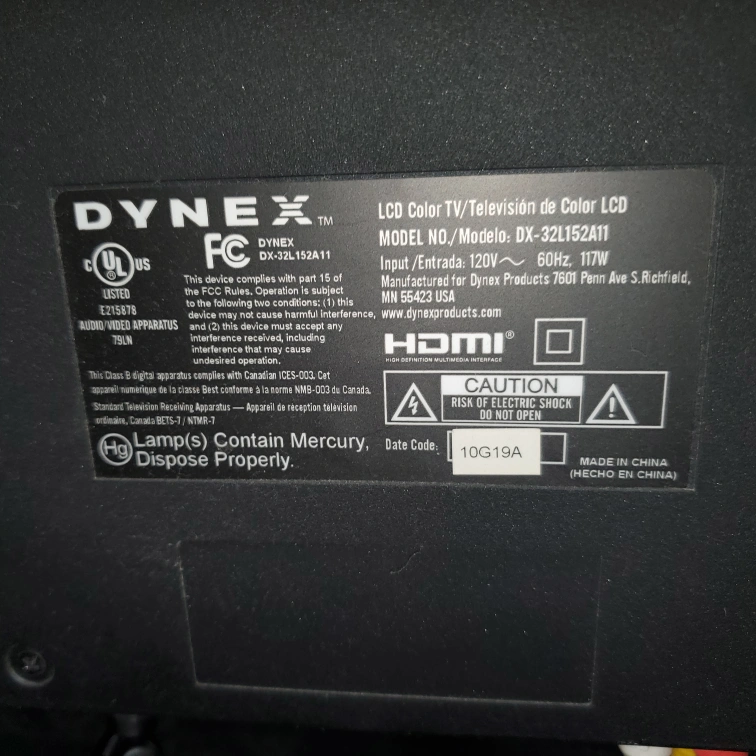 DYNEX™
LCD Color TV/Televisión de Color LCD
MODEL NO./Modelo: DX-32L152A11
Input/Entrada: 120V～ 60Hz, 117W
Manufactured for Dynex Products 7601 Penn Ave S.Richfield,
MN 55423 USA
www.dynexproducts.com
C UL ® US
LISTED
E215878
AUDIO/VIDEO APPARATUS
79LN
FC
DYNEX
DX-32L152A11
This device complies with part 15 of
the FCC Rules. Operation is subject
to the following two conditions: (1) this
device may not cause harmful interference,
and (2) this device must accept any
interference received, including
interference that may cause
undesired operation.
HDMI®
HIGH DEFINITION MULTIMEDIA INTERFACE
This Class B digital apparatus complies with Canadian ICES-003. Cet
appareil numerique de la classe Best conforme à la norme NMB-003 du Canada.
Standard Television Receiving Apparatus — Appareil de réception television
ordinaire, Canada BETS-7 / NTMR-7
CAUTION
RISK OF ELECTRIC SHOCK
DO NOT OPEN
Hg Lamp(s) Contain Mercury,
Dispose Properly.
Date Code: 10G19A
MADE IN CHINA
(HECHO EN CHINA)